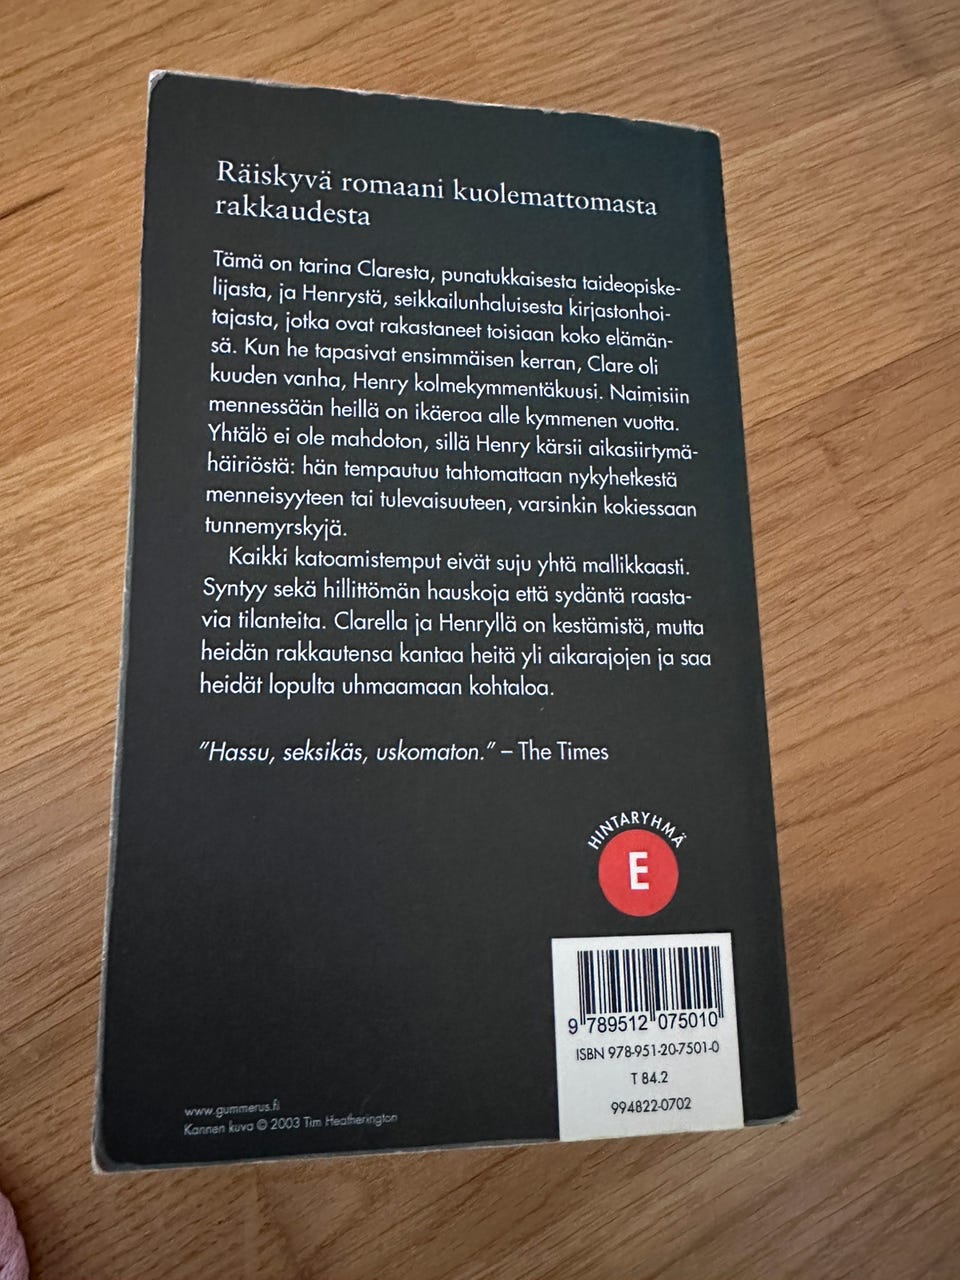 Räiskyvä romaani kuolemattomasta
rakkaudesta
Tämä on tarina Claresta, punatukkaisesta taideopiske-
lijasta, ja Henrystä, seikkailunhaluisesta kirjastonhoi-
tajasta, jotka ovat rakastaneet toisiaan koko elämän-
sä. Kun he tapasivat ensimmäisen kerran, Clare oli
kuuden vanha, Henry kolmekymmentäkuusi. Naimisiin
mennessään heillä on ikäeroa alle kymmenen vuotta.
Yhtälö ei ole mahdoton, sillä Henry kärsii aikasiirtymä-
häiriöstä: hän tempautuu tahtomattaan nykyhetkestä
menneisyyteen tai tulevaisuuteen, varsinkin kokiessaan
tunnemyrskyjä.
Kaikki katoamistemput eivät suju yhtä mallikkaasti.
Syntyy sekä hillittömän hauskoja että sydäntä raasta-
via tilanteita. Clarella ja Henryllä on kestämistä, mutta
heidän rakkautensa kantaa heitä yli aikarajojen ja saa
heidät lopulta uhmaamaan kohtaloa.
"Hassu, seksikäs, uskomaton." – The Times
HINTARYHMÄ
E
9 789512 075010
ISBN 978-951-20-7501-0
T 84.2
994822-0702
www.gummerus.fi
Kannen kuva © 2003 Tim Heatherington